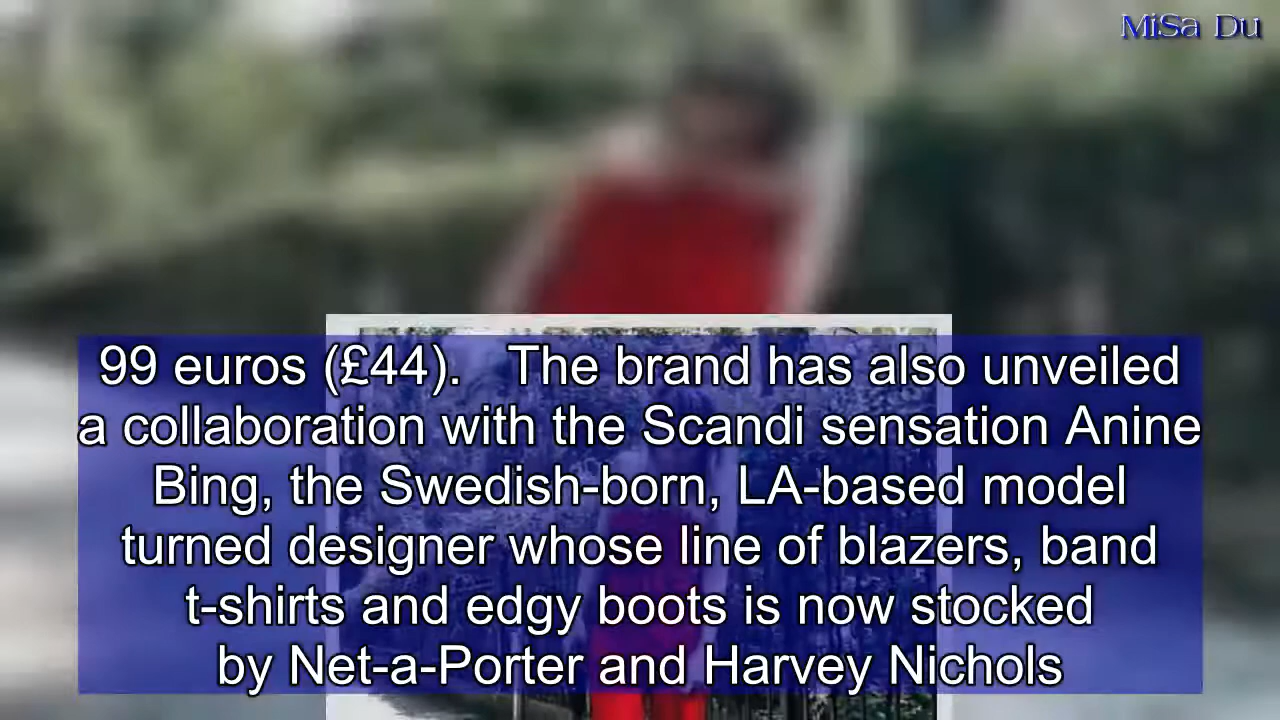 MiSa Du
99 euros (£44). The brand has also unveiled
a collaboration with the Scandi sensation Anine
Bing, the Swedish-born, LA-based model
turned designer whose line of blazers, band
t-shirts and edgy boots is now stocked
by Net-a-Porter and Harvey Nichols